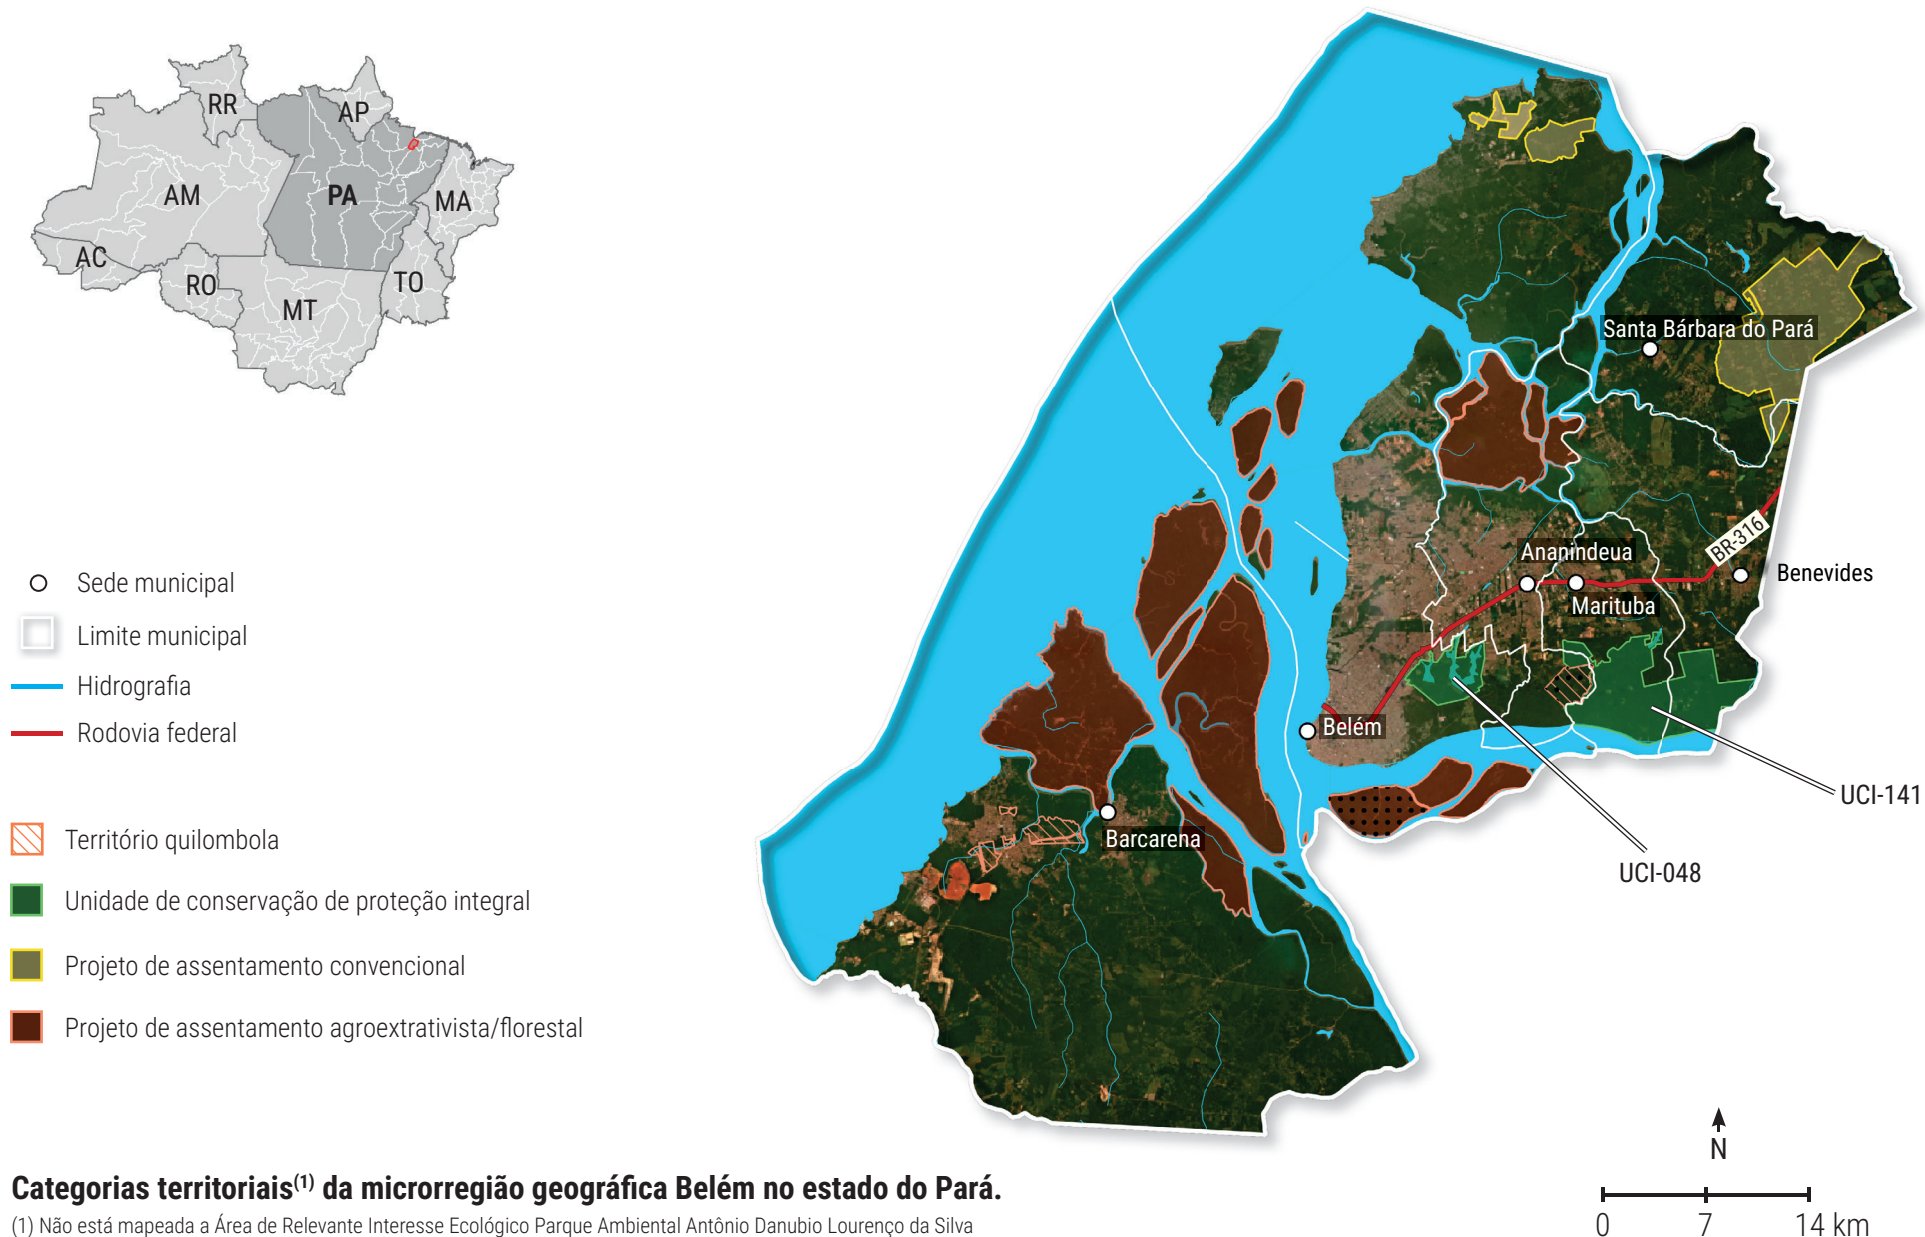 RR
AP
AM
PA
MA
AC
RO
MT
TO
Sede municipal
Limite municipal
Hidrografia
Rodovia federal
Território quilombola
Unidade de conservação de proteção integral
Projeto de assentamento convencional
Projeto de assentamento agroextrativista/florestal
Santa Bárbara do Pará
BR-316
Ananindeua
Benevides
Marituba
Belém
UCI-141
Barcarena
UCI-048
N
0 7 14 km
Categorias territoriais(1) da microrregião geográfica Belém no estado do Pará.
(1) Não está mapeada a Área de Relevante Interesse Ecológico Parque Ambiental Antônio Danubio Lourenço da Silva